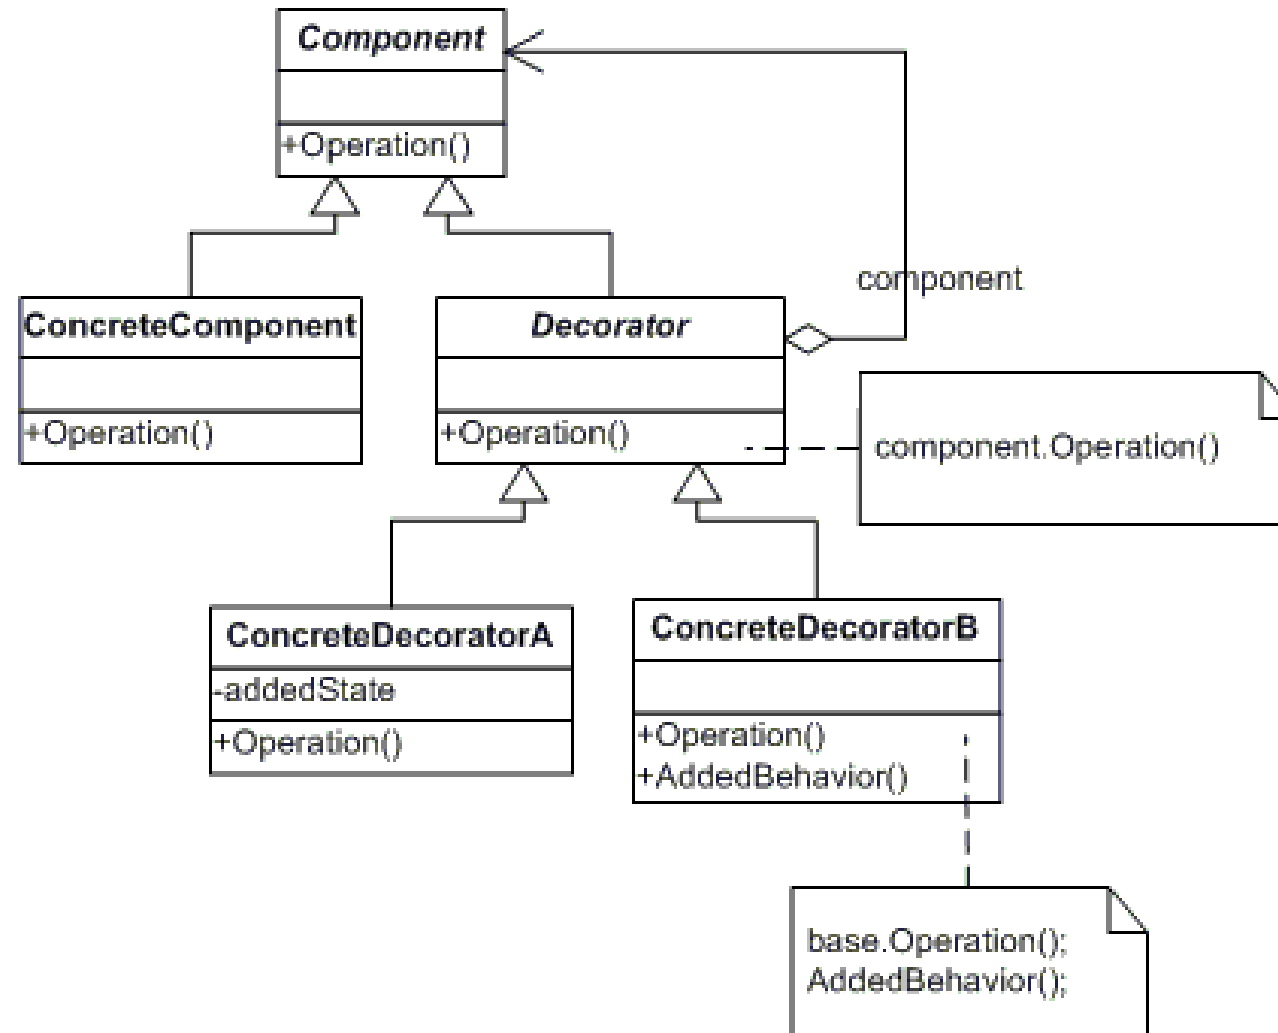 Component
+Operation()
component
ConcreteComponent
+Operation()
Decorator
+Operation()
component.Operation()
ConcreteDecoratorA
-addedState
+Operation()
ConcreteDecoratorB
+Operation()
+AddedBehavior()
base.Operation();
AddedBehavior();